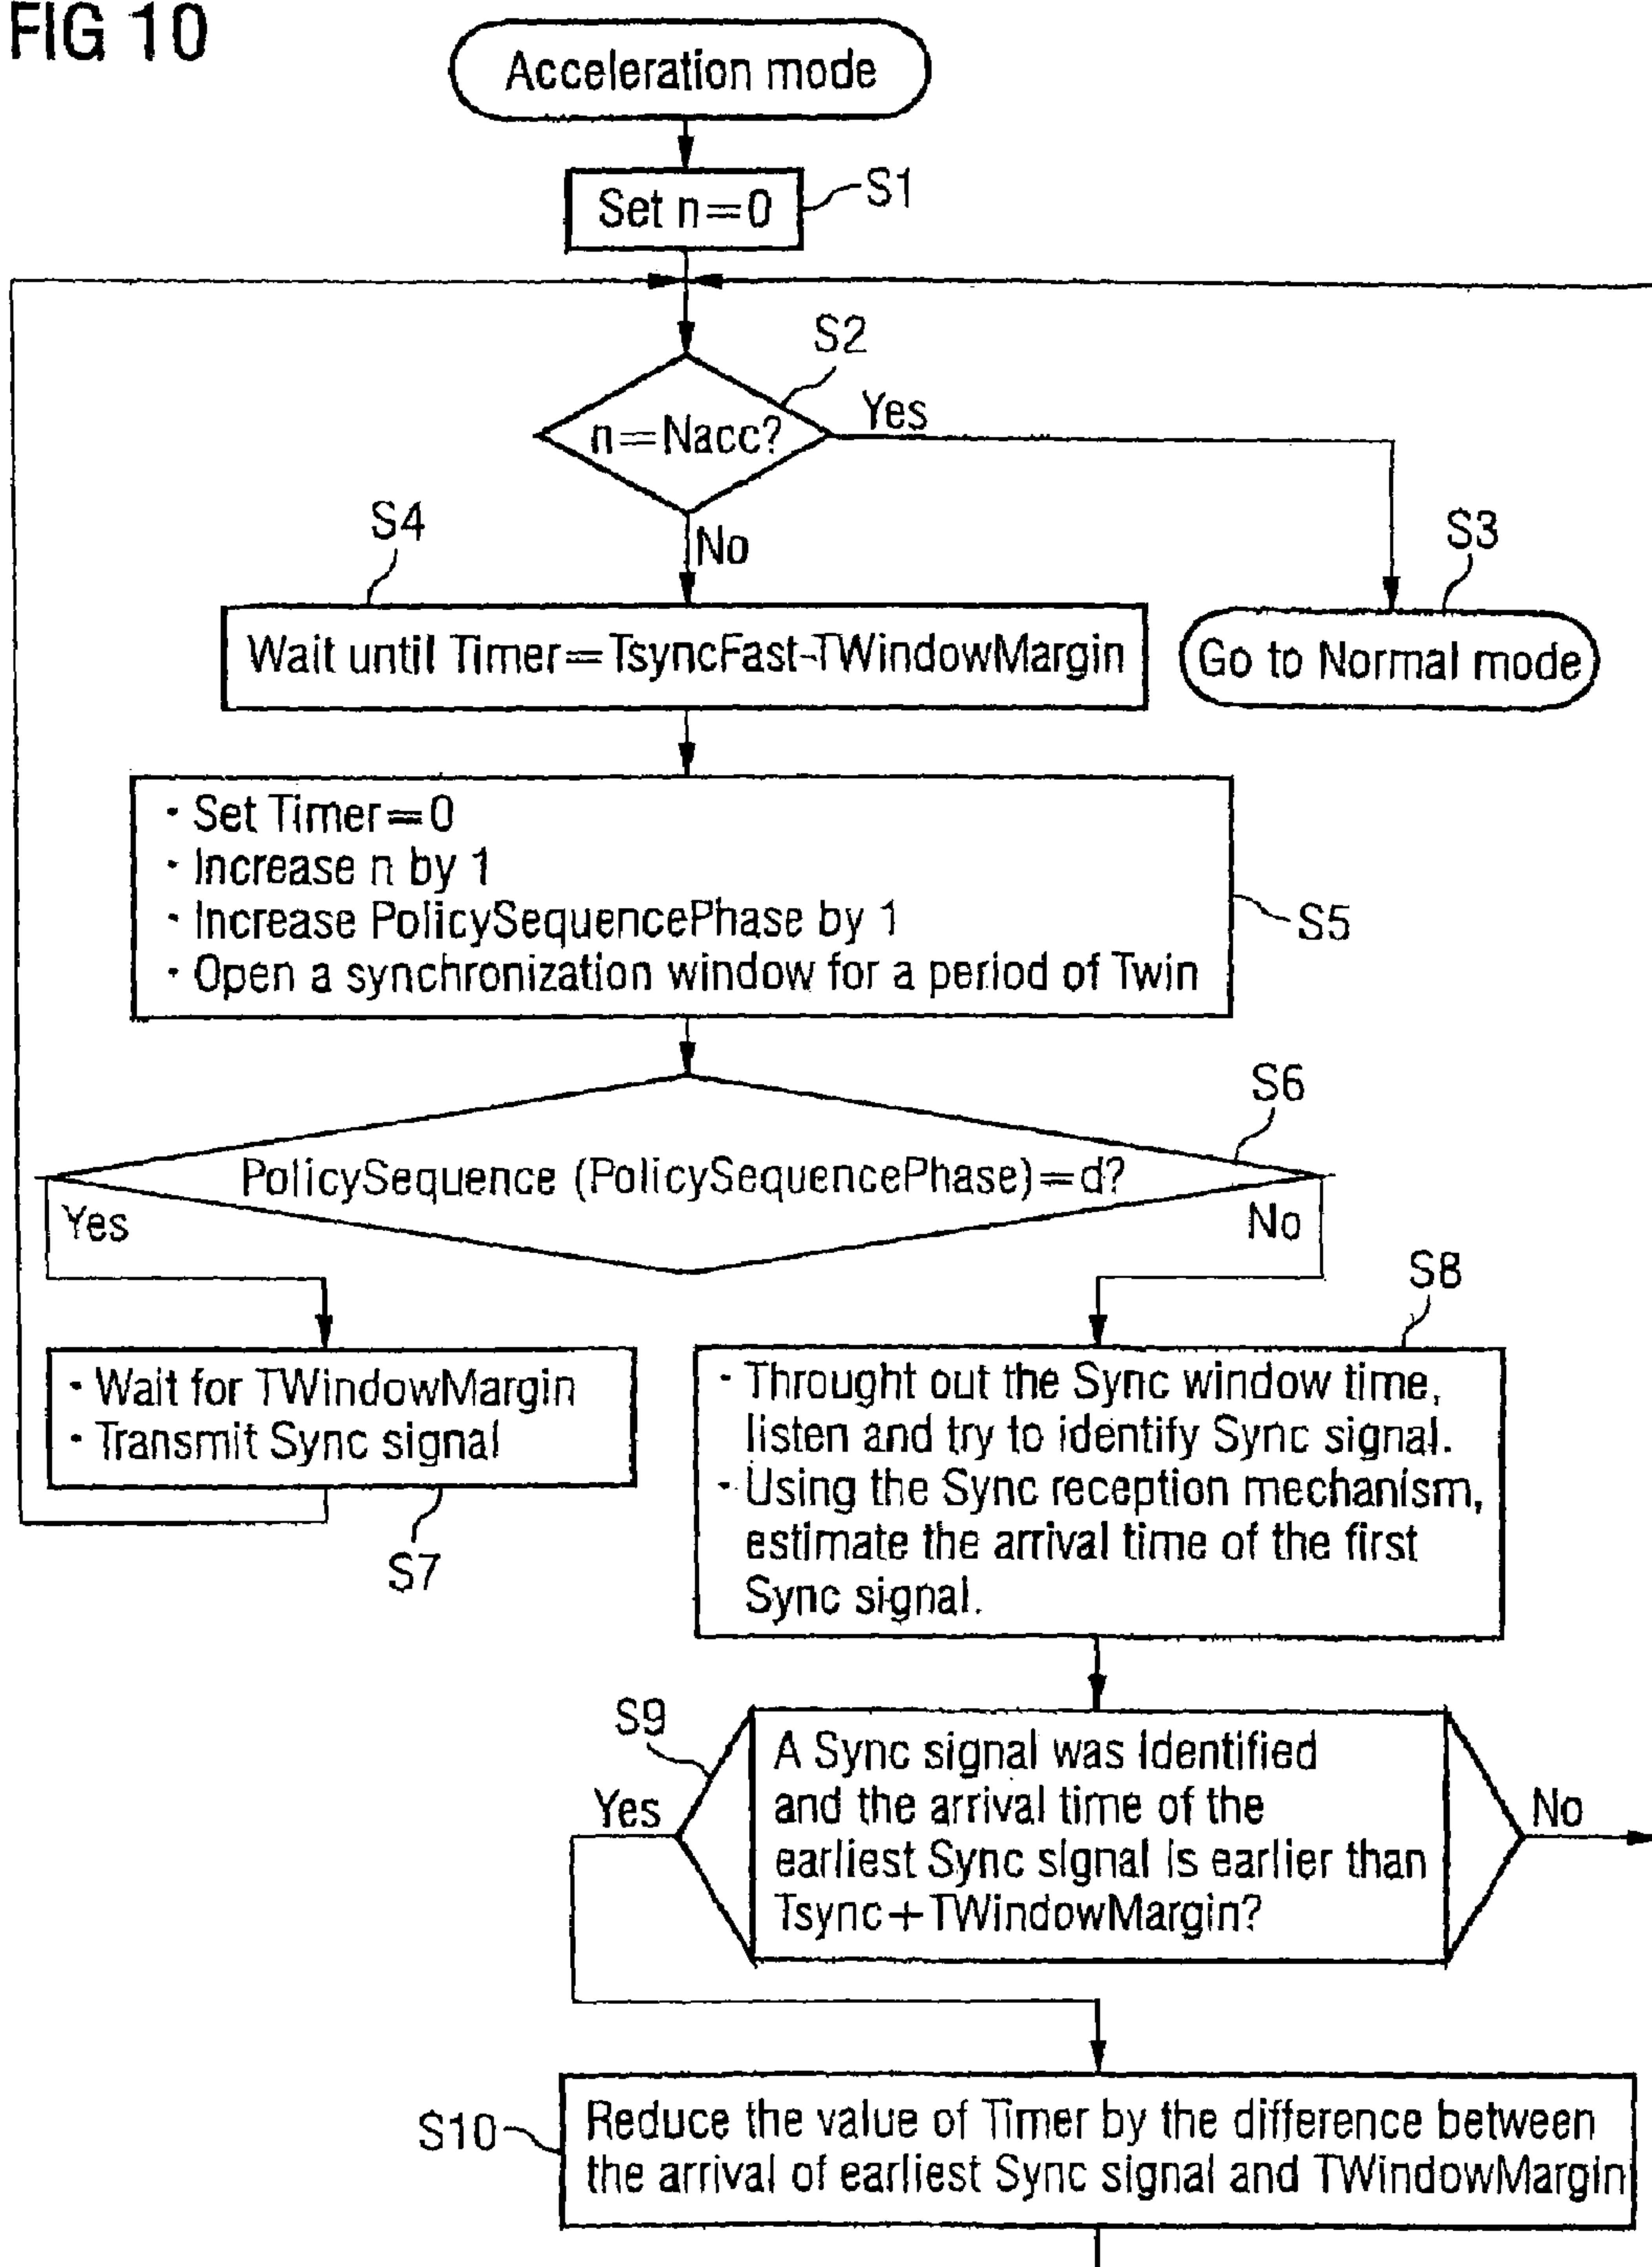 FIG 10
Acceleration mode
Set n=0
S1
S2
n=Nacc?
Yes
No
S4
S3
Wait until Timer=TsyncFast-TWindowMargin
Go to Normal mode
· Set Timer=0
· Increase n by 1
· Increase PolicySequencePhase by 1
· Open a synchronization window for a period of Twin
S5
S6
PolicySequence (PolicySequencePhase)=d?
Yes
No
S8
· Wait for TWindowMargin
· Transmit Sync signal
S7
· Throught out the Sync window time,
listen and try to identify Sync signal.
· Using the Sync reception mechanism,
estimate the arrival time of the first
Sync signal.
S9
Yes
A Sync signal was Identified
and the arrival time of the
earliest Sync signal is earlier than
Tsync+TWindowMargin?
No
S10
Reduce the value of Timer by the difference between
the arrival of earliest Sync signal and TWindowMargin